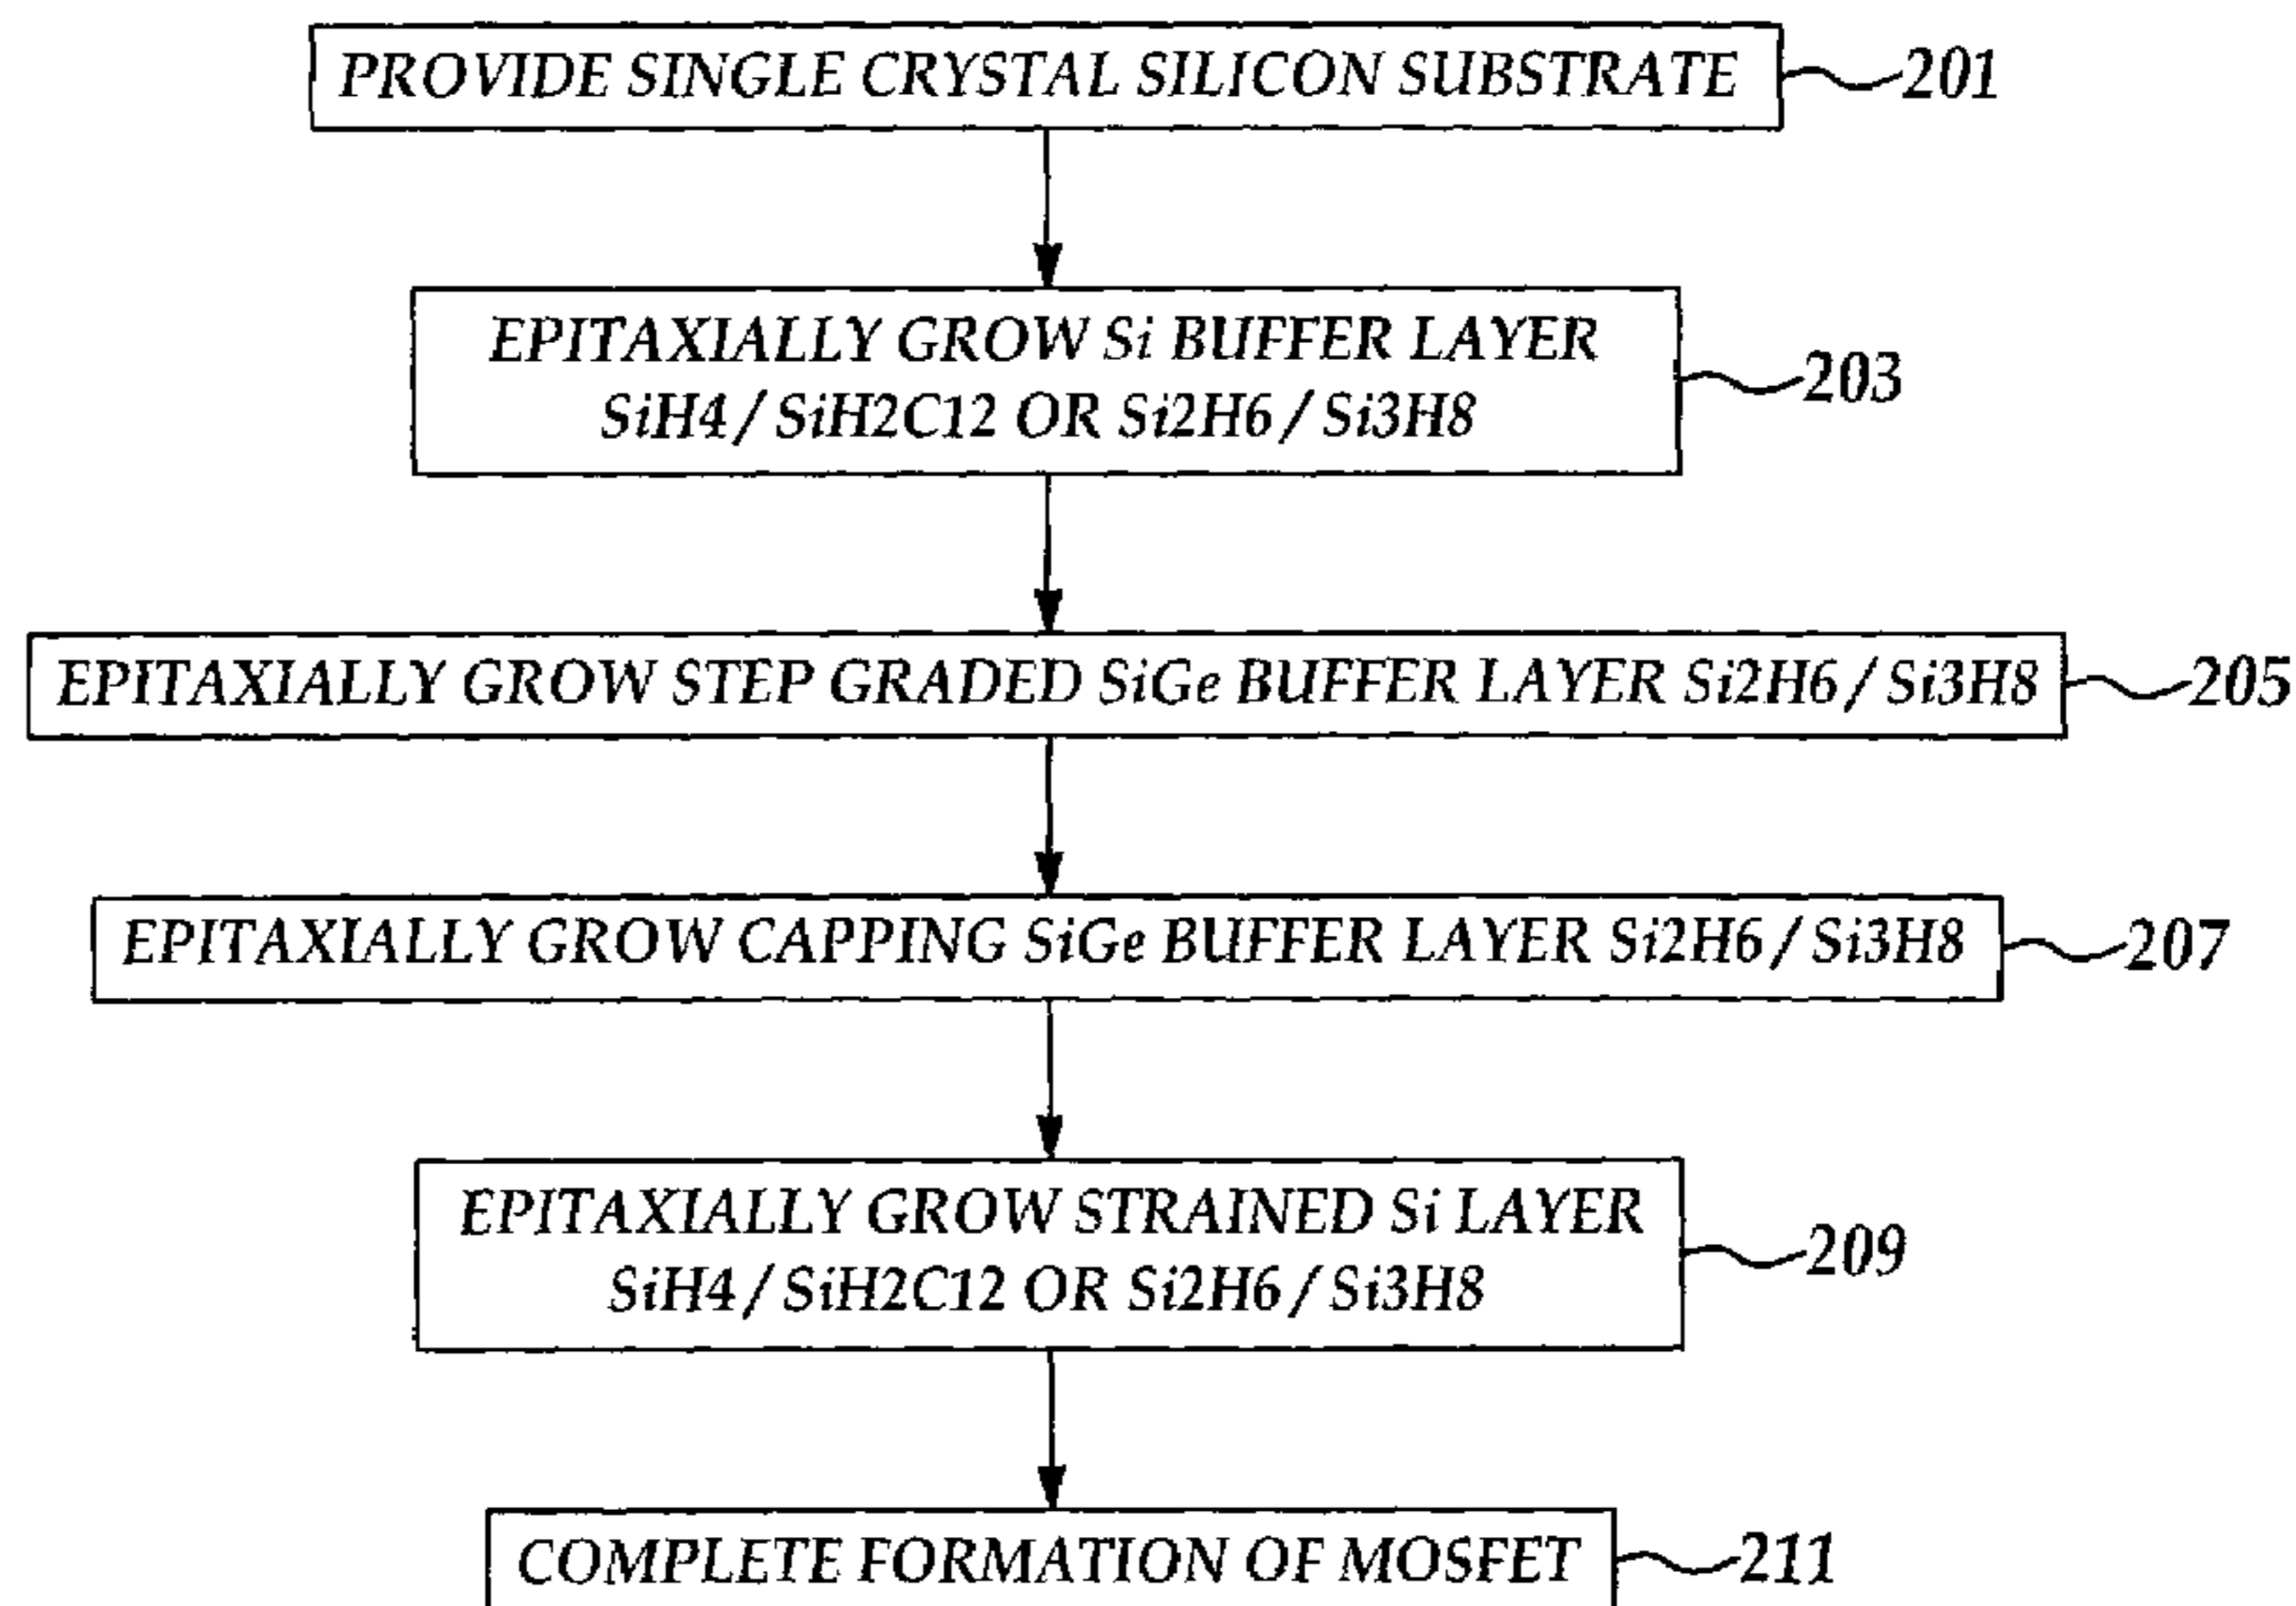 PROVIDE SINGLE CRYSTAL SILICON SUBSTRATE 201
EPITAXIALLY GROW Si BUFFER LAYER
SiH4/SiH2C12 OR Si2H6/Si3H8 203
EPITAXIALLY GROW STEP GRADED SiGe BUFFER LAYER Si2H6/Si3H8 205
EPITAXIALLY GROW CAPPING SiGe BUFFER LAYER Si2H6/Si3H8 207
EPITAXIALLY GROW STRAINED Si LAYER
SiH4/SiH2C12 OR Si2H6/Si3H8 209
COMPLETE FORMATION OF MOSFET 211